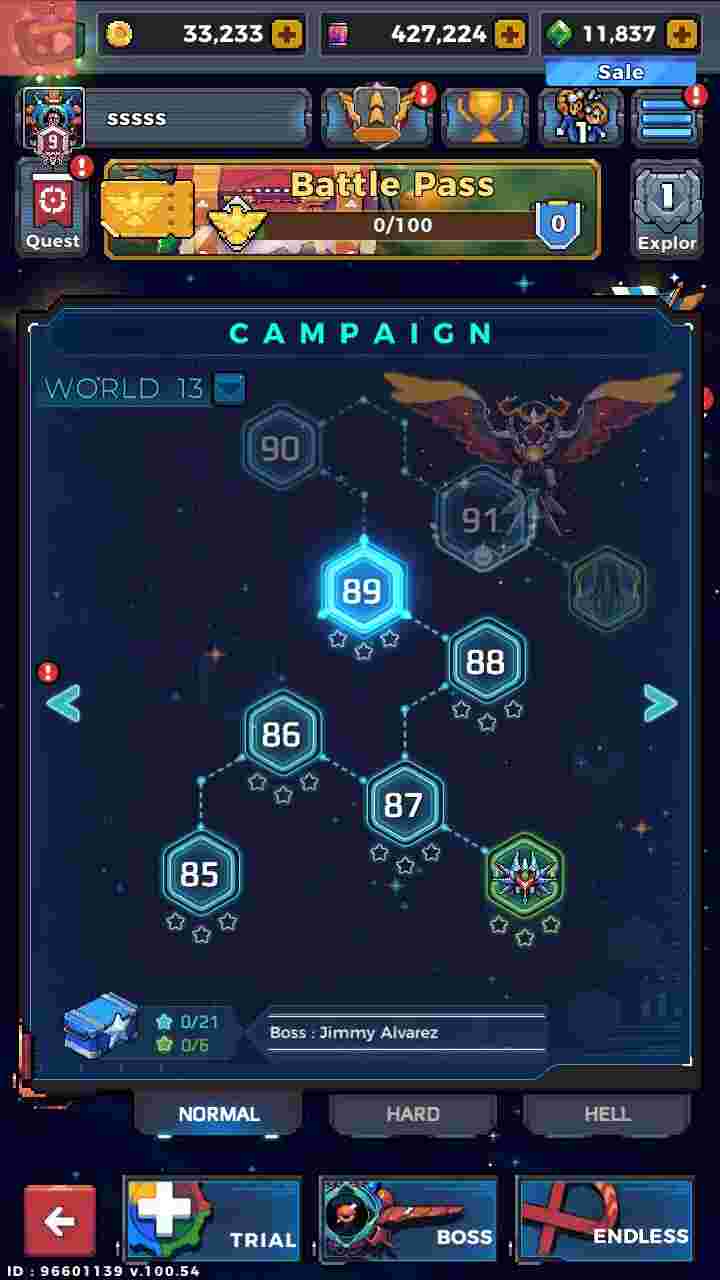 33,233
427,224
11,837
Sale
sssss
9
1
Quest
Battle Pass
0/100
0
1
Explor
CAMPAIGN
WORLD 13
90
91
89
88
86
87
85
0/21
0/6
Boss : Jimmy Alvarez
NORMAL
HARD
HELL
TRIAL
BOSS
ENDLESS
ID : 96601139 v.100.54